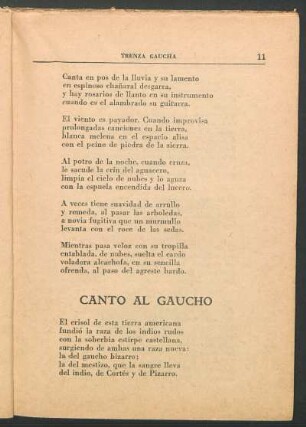 TRENZA GAUCHA 11
Canta en pos de la lluvia y su lamento
en espinoso chañaral desgarra,
y hay rosarios de llanto en su instrumento
cuando es el alambrado su guitarra.
El viento es payador. Cuando improvisa
prolongadas canciones en la tierra,
blanca melena en el espacio alisa
con el peine de piedra de la sierra.
Al potro de la noche, cuando cruza,
le sacude la crin del aguacero,
limpia el cielo de nubes y le aguza
con la espuela encendida del lucero.
A veces tiene suavidad de arrullo
y remeda, al pasar las arboledas,
a novia fugitiva que un murmullo
levanta con el roce de las sedas.
Mientras pasa veloz con su tropilla
entablada, de nubes, suelta el cardo
voladora alcachofa, en su sencilla
ofrenda, al paso del agreste bardo.
CANTO AL GAUCHO
El crisol de esta tierra americana
fundió la raza de los indios rudos
con la soberbia estirpe castellana,
surgiendo de ambos una raza nueva:
la del gaucho bizarro;
la del mestizo, que la sangre lleva
del indio, de Cortés y de Pizarro.